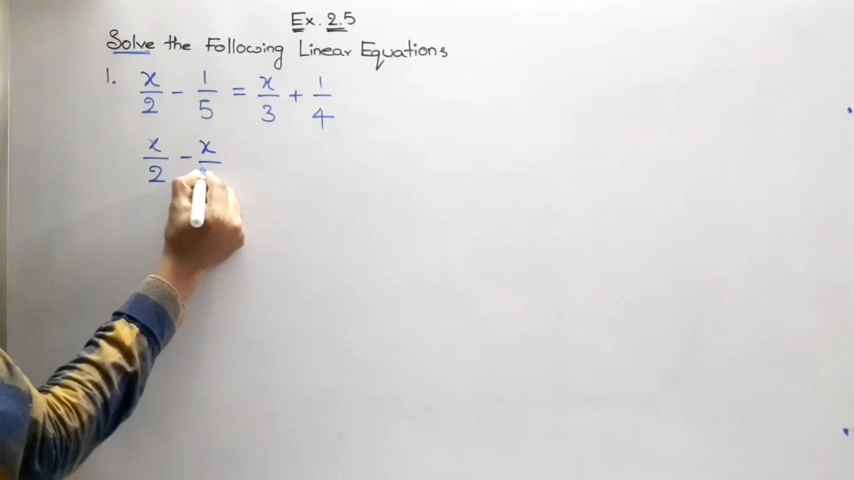 Ex. 2.5
Solve the Following Linear Equations
1. x/2 - 1/5 = x/3 + 1/4
x/2 - x/